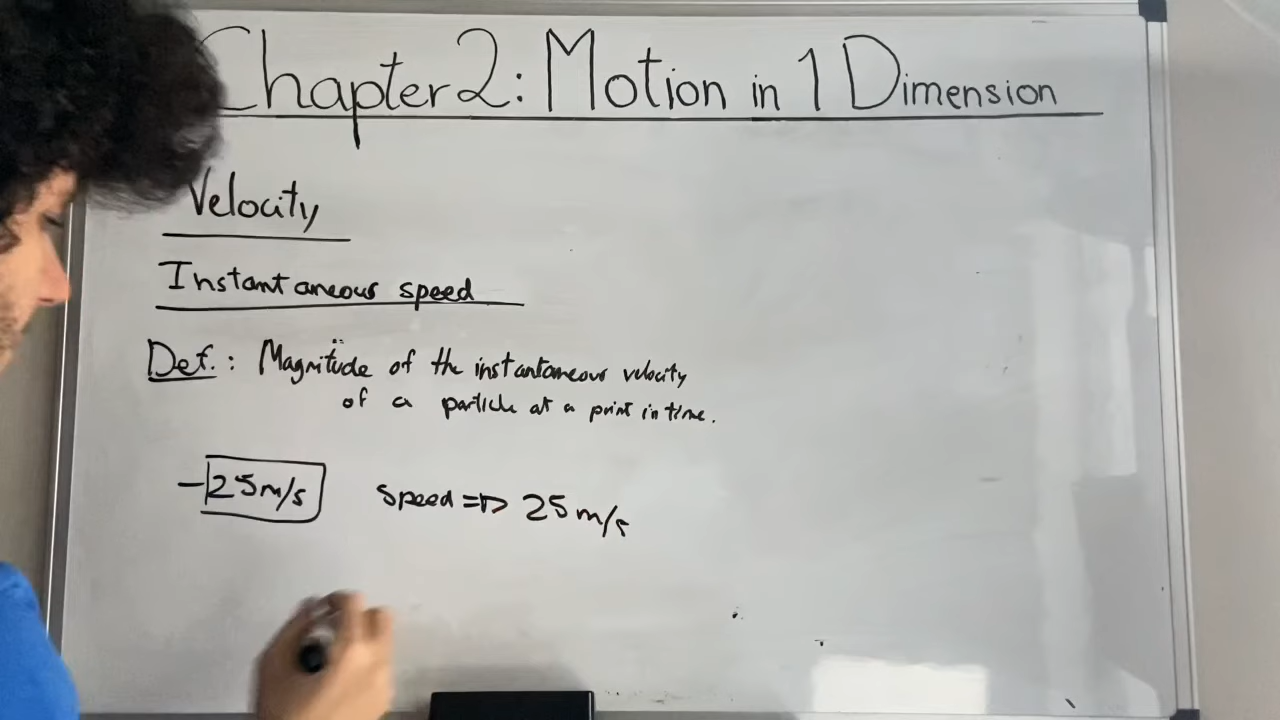 Chapter 2: Motion in 1 Dimension
Velocity
Instantaneous speed
Def.: Magnitude of the instantaneous velocity
of a particle at a point in time.
-25m/s speed => 25m/s